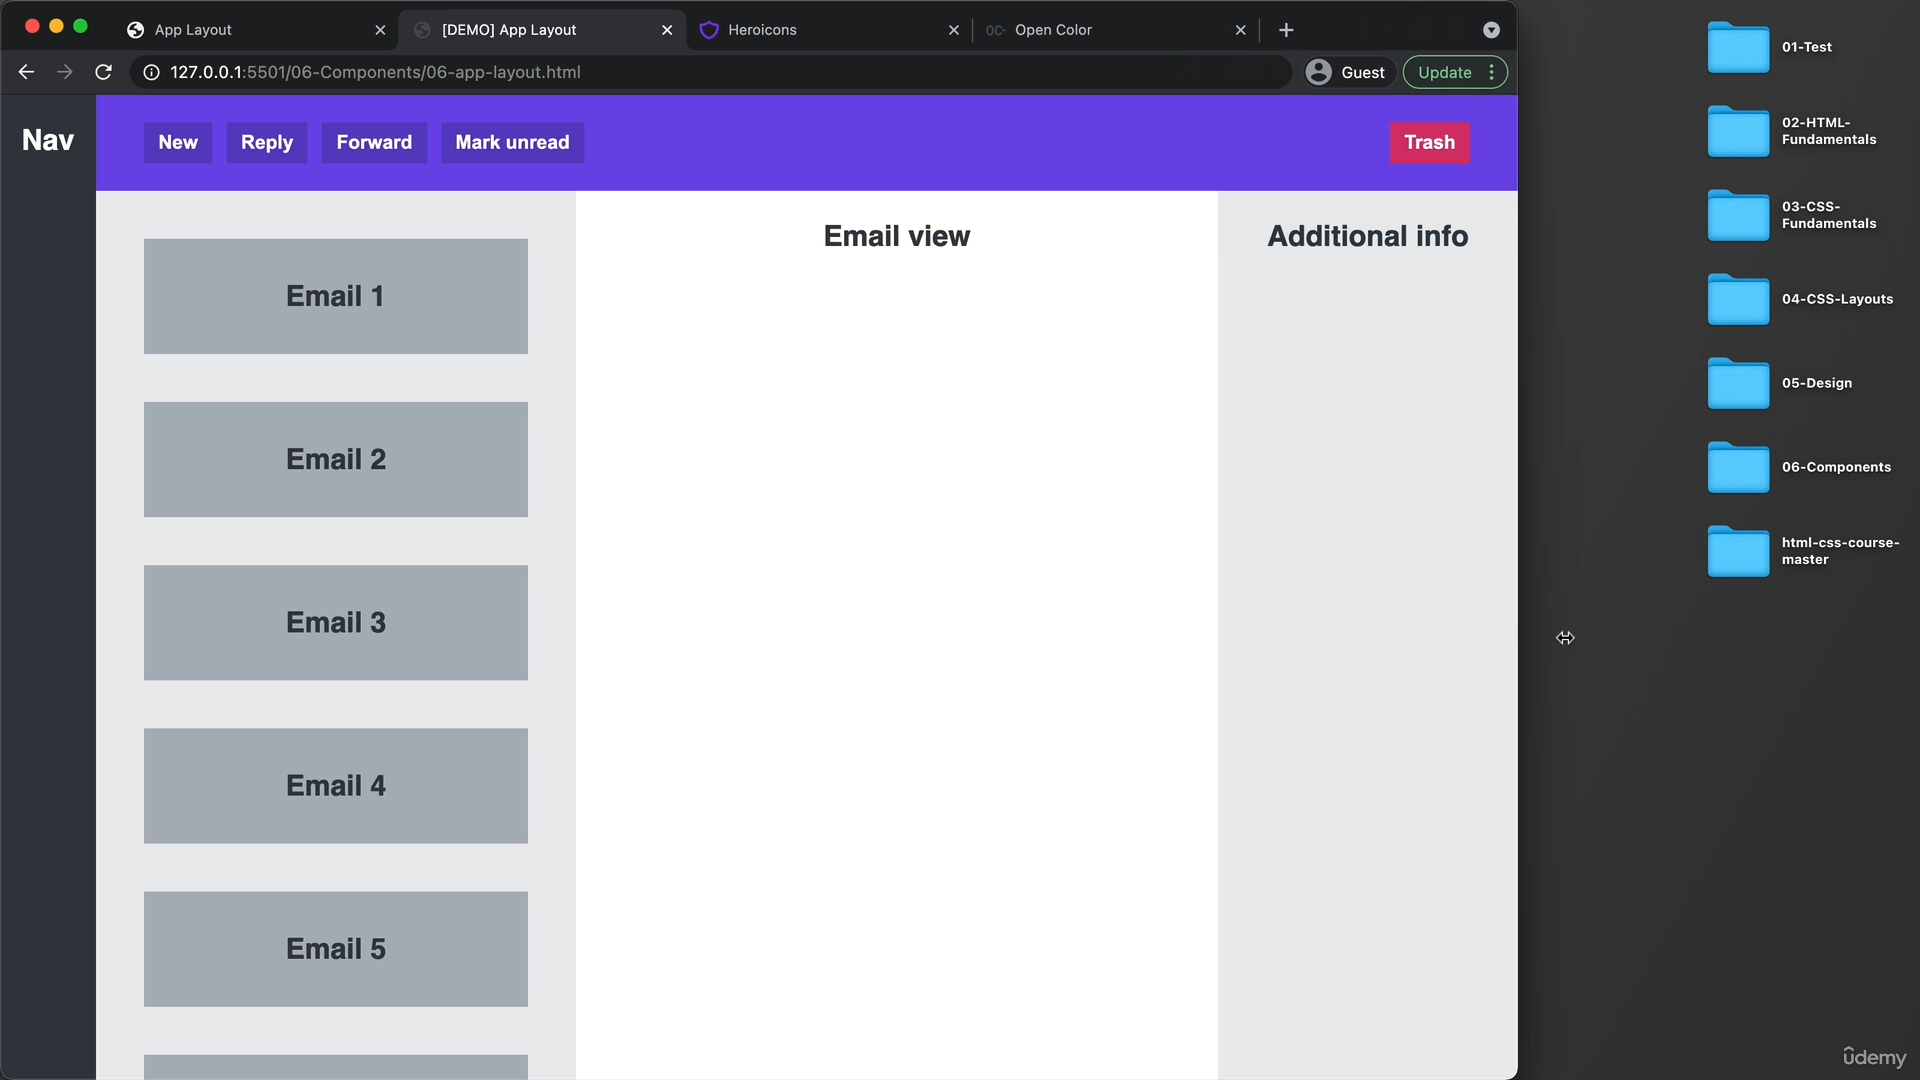 App Layout
[DEMO] App Layout
Heroicons
OC- Open Color
127.0.0.1:5501/06-Components/06-app-layout.html
Guest
Update
Nav
New
Reply
Forward
Mark unread
Trash
Email view
Additional info
Email 1
Email 2
Email 3
Email 4
Email 5
01-Test
02-HTML-
Fundamentals
03-CSS-
Fundamentals
04-CSS-Layouts
05-Design
06-Components
html-css-course-
master
ûdemy